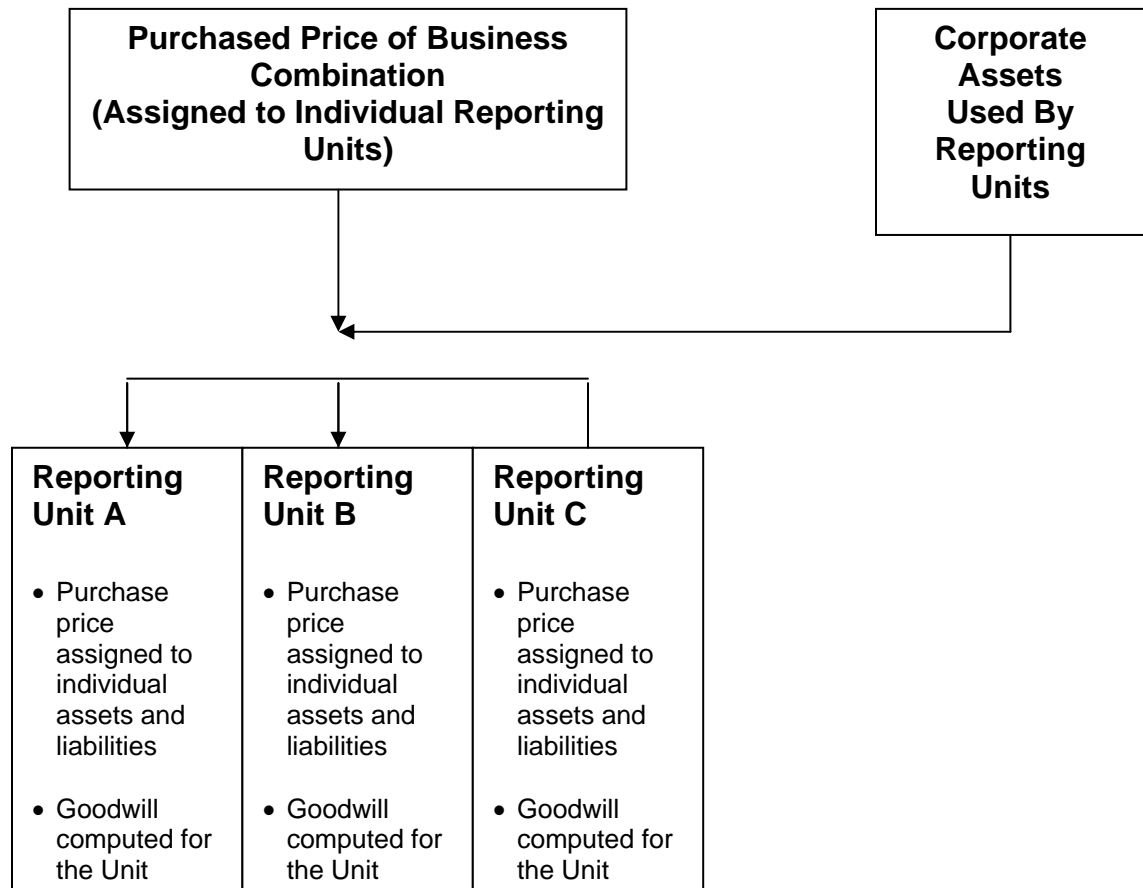 Purchased Price of Business
Combination
(Assigned to Individual Reporting
Units)
Corporate
Assets
Used By
Reporting
Units
Reporting
Unit A
• Purchase
price
assigned to
individual
assets and
liabilities
• Goodwill
computed for
the Unit
Reporting
Unit B
• Purchase
price
assigned to
individual
assets and
liabilities
• Goodwill
computed for
the Unit
Reporting
Unit C
• Purchase
price
assigned to
individual
assets and
liabilities
• Goodwill
computed for
the Unit